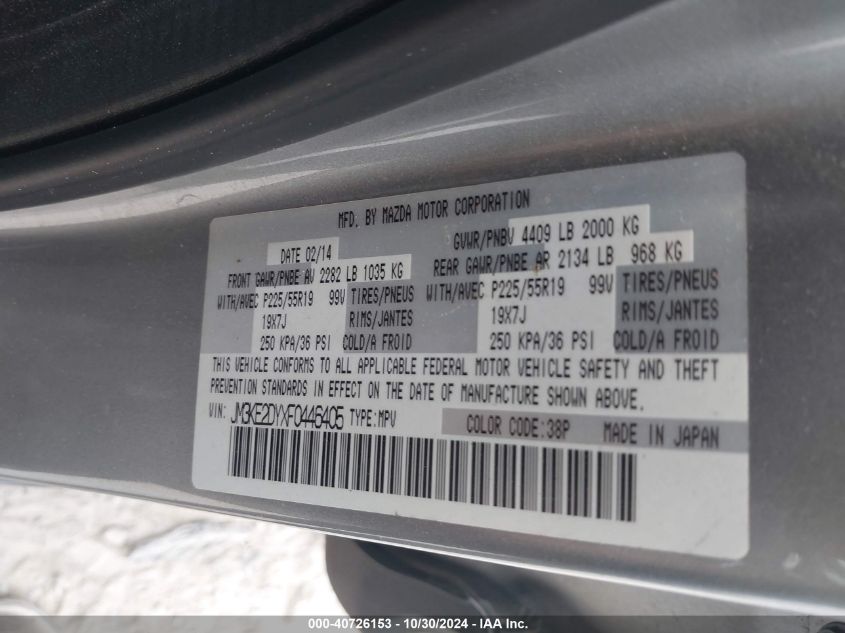 MFD. BY MAZDA MOTOR CORPORATION
DATE 02/14 GVWR/PNBV 4409 LB 2000 KG
FRONT GAWR/PNBE AV 2282 LB 1035 KG REAR GAWR/PNBE AR 2134 LB 968 KG
WITH/AVEC P225/55R19 99V TIRES/PNEUS WITH/AVEC P225/55R19 99V TIRES/PNEUS
19X7J RIMS/JANTES 19X7J RIMS/JANTES
250 KPA/36 PSI COLD/A FROID 250 KPA/36 PSI COLD/A FROID
THIS VEHICLE CONFORMS TO ALL APPLICABLE FEDERAL MOTOR VEHICLE SAFETY AND THEFT
PREVENTION STANDARDS IN EFFECT ON THE DATE OF MANUFACTURE SHOWN ABOVE.
VIN: JM3KE2DYXF0446405 TYPE:MPV COLOR CODE:38P MADE IN JAPAN
000-40726153 - 10/30/2024 - IAA Inc.